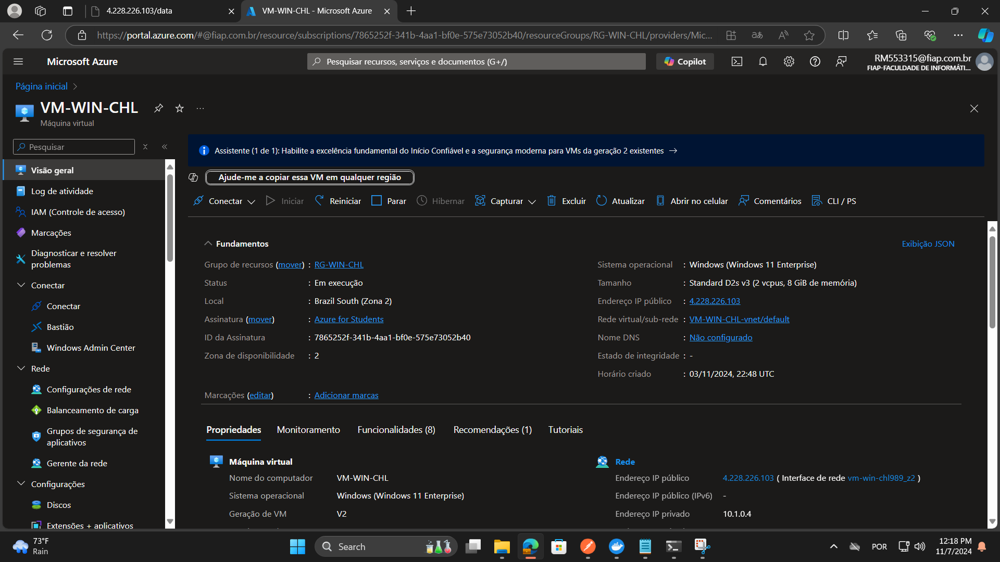 4.228.226.103/data
VM-WIN-CHL - Microsoft Azure
https://portal.azure.com/#@fiap.com.br/resource/subscriptions/7865252f-341b-4aa1-bf0e-575e73052b40/resourceGroups/RG-WIN-CHL/providers/Mic...
Microsoft Azure
Pesquisar recursos, serviços e documentos (G+/)
Copilot
RM553315@fiap.com.br
FIAP-FACULDADE DE INFORMÁTI...
Página inicial
VM-WIN-CHL
Máquina virtual
Pesquisar
Visão geral
Log de atividade
IAM (Controle de acesso)
Marcações
Diagnosticar e resolver
problemas
Conectar
Conectar
Bastião
Windows Admin Center
Rede
Configurações de rede
Balanceamento de carga
Grupos de segurança de
aplicativos
Gerente da rede
Configurações
Discos
Extensões + aplicativos
Assistente (1 de 1): Habilite a excelência fundamental do Início Confiável e a segurança moderna para VMs da geração 2 existentes →
Ajude-me a copiar essa VM em qualquer região
Conectar Iniciar Reiniciar Parar Hibernar Capturar Excluir Atualizar Abrir no celular Comentários CLI / PS
Fundamentos
Exibição JSON
Grupo de recursos (mover) : RG-WIN-CHL
Status : Em execução
Local : Brazil South (Zona 2)
Assinatura (mover) : Azure for Students
ID da Assinatura : 7865252f-341b-4aa1-bf0e-575e73052b40
Zona de disponibilidade : 2
Sistema operacional : Windows (Windows 11 Enterprise)
Tamanho : Standard D2s v3 (2 vcpus, 8 GiB de memória)
Endereço IP público : 4.228.226.103
Rede virtual/sub-rede : VM-WIN-CHL-vnet/default
Nome DNS : Não configurado
Estado de integridade : -
Horário criado : 03/11/2024, 22:48 UTC
Marcações (editar) : Adicionar marcas
Propriedades Monitoramento Funcionalidades (8) Recomendações (1) Tutoriais
Máquina virtual
Nome do computador VM-WIN-CHL
Sistema operacional Windows (Windows 11 Enterprise)
Geração de VM V2
Rede
Endereço IP público 4.228.226.103 ( Interface de rede vm-win-chl989_z2 )
Endereço IP público (IPv6) -
Endereço IP privado 10.1.0.4
73°F
Rain
Search
POR
12:18 PM
11/7/2024